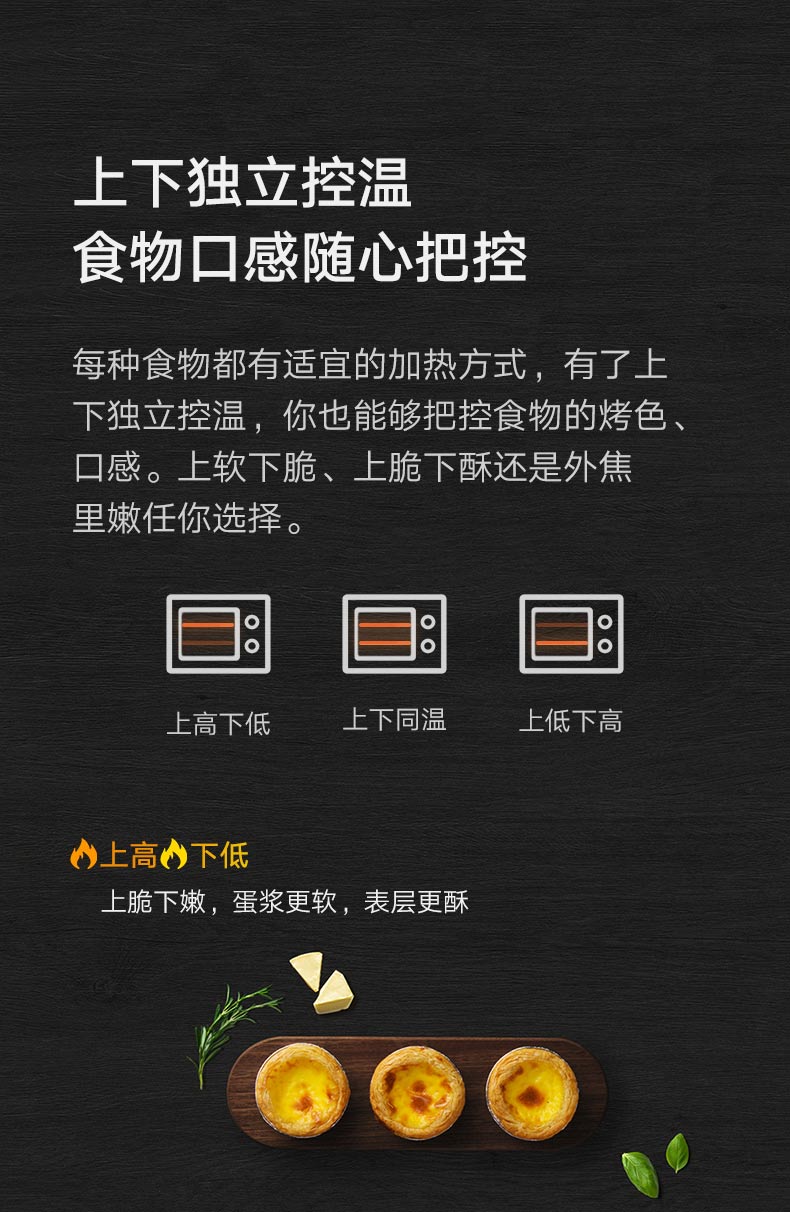 上下独立控温
食物口感随心把控
每种食物都有适宜的加热方式，有了上
下独立控温，你也能够把控食物的烤色、
口感。上软下脆、上脆下酥还是外焦
里嫩任你选择。
上高下低 上下同温 上低下高
上高 下低
上脆下嫩，蛋浆更软，表层更酥